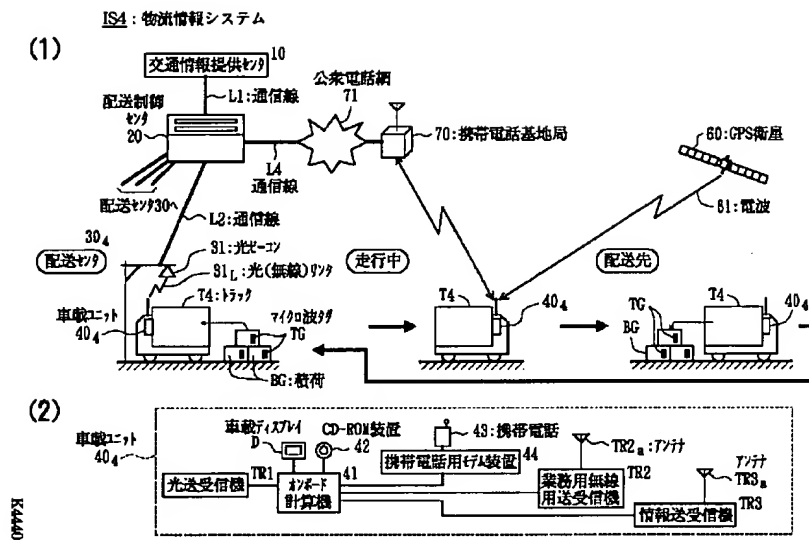 IS4:物流情報システム
(1)
交通情報提供センタ
10
L1:通信線
公衆電話網
71
配送制御
センタ
20
L4
通信線
70:携帯電話基地局
60:GPS衛星
61:電波
配送センタ30へ
L2:通信線
30₄
配送センタ
31:光ビーコン
31L:光(無線)リンク
走行中
配送先
車載ユニット
40₄
T4:トラック
マイクロ波タグ
TG
BG:積荷
T4
40₄
TG
BG
T4
40₄
(2)
車載ユニット
40₄
車載ディスプレイ
D
CD-ROM装置
42
43:携帯電話
携帯電話用モデム装置
44
TR2a:アンテナ
アンテナ
TR3a
光送受信機
TR1
オンボード
計算機
41
業務用無線
用送受信機
TR2
情報送受信機
TR3
K4440